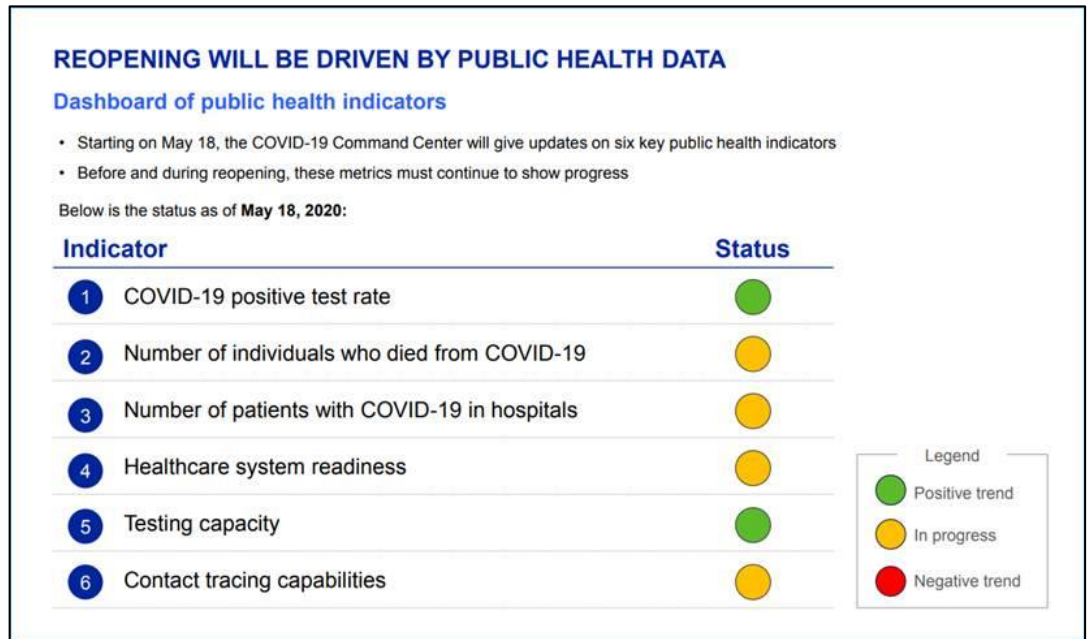 REOPENING WILL BE DRIVEN BY PUBLIC HEALTH DATA
Dashboard of public health indicators
• Starting on May 18, the COVID-19 Command Center will give updates on six key public health indicators
• Before and during reopening, these metrics must continue to show progress
Below is the status as of May 18, 2020:
Indicator Status
1 COVID-19 positive test rate
2 Number of individuals who died from COVID-19
3 Number of patients with COVID-19 in hospitals
4 Healthcare system readiness
5 Testing capacity
6 Contact tracing capabilities
Legend
Positive trend
In progress
Negative trend